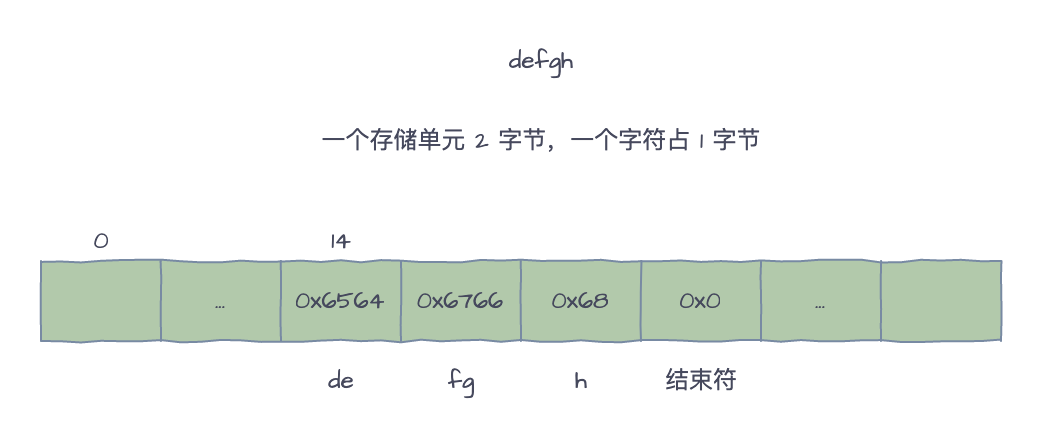 defgh
一个存储单元 2 字节，一个字符占 1 字节
0 14
... 0x6564 0x6766 0x68 0x0 ...
de fg h 结束符